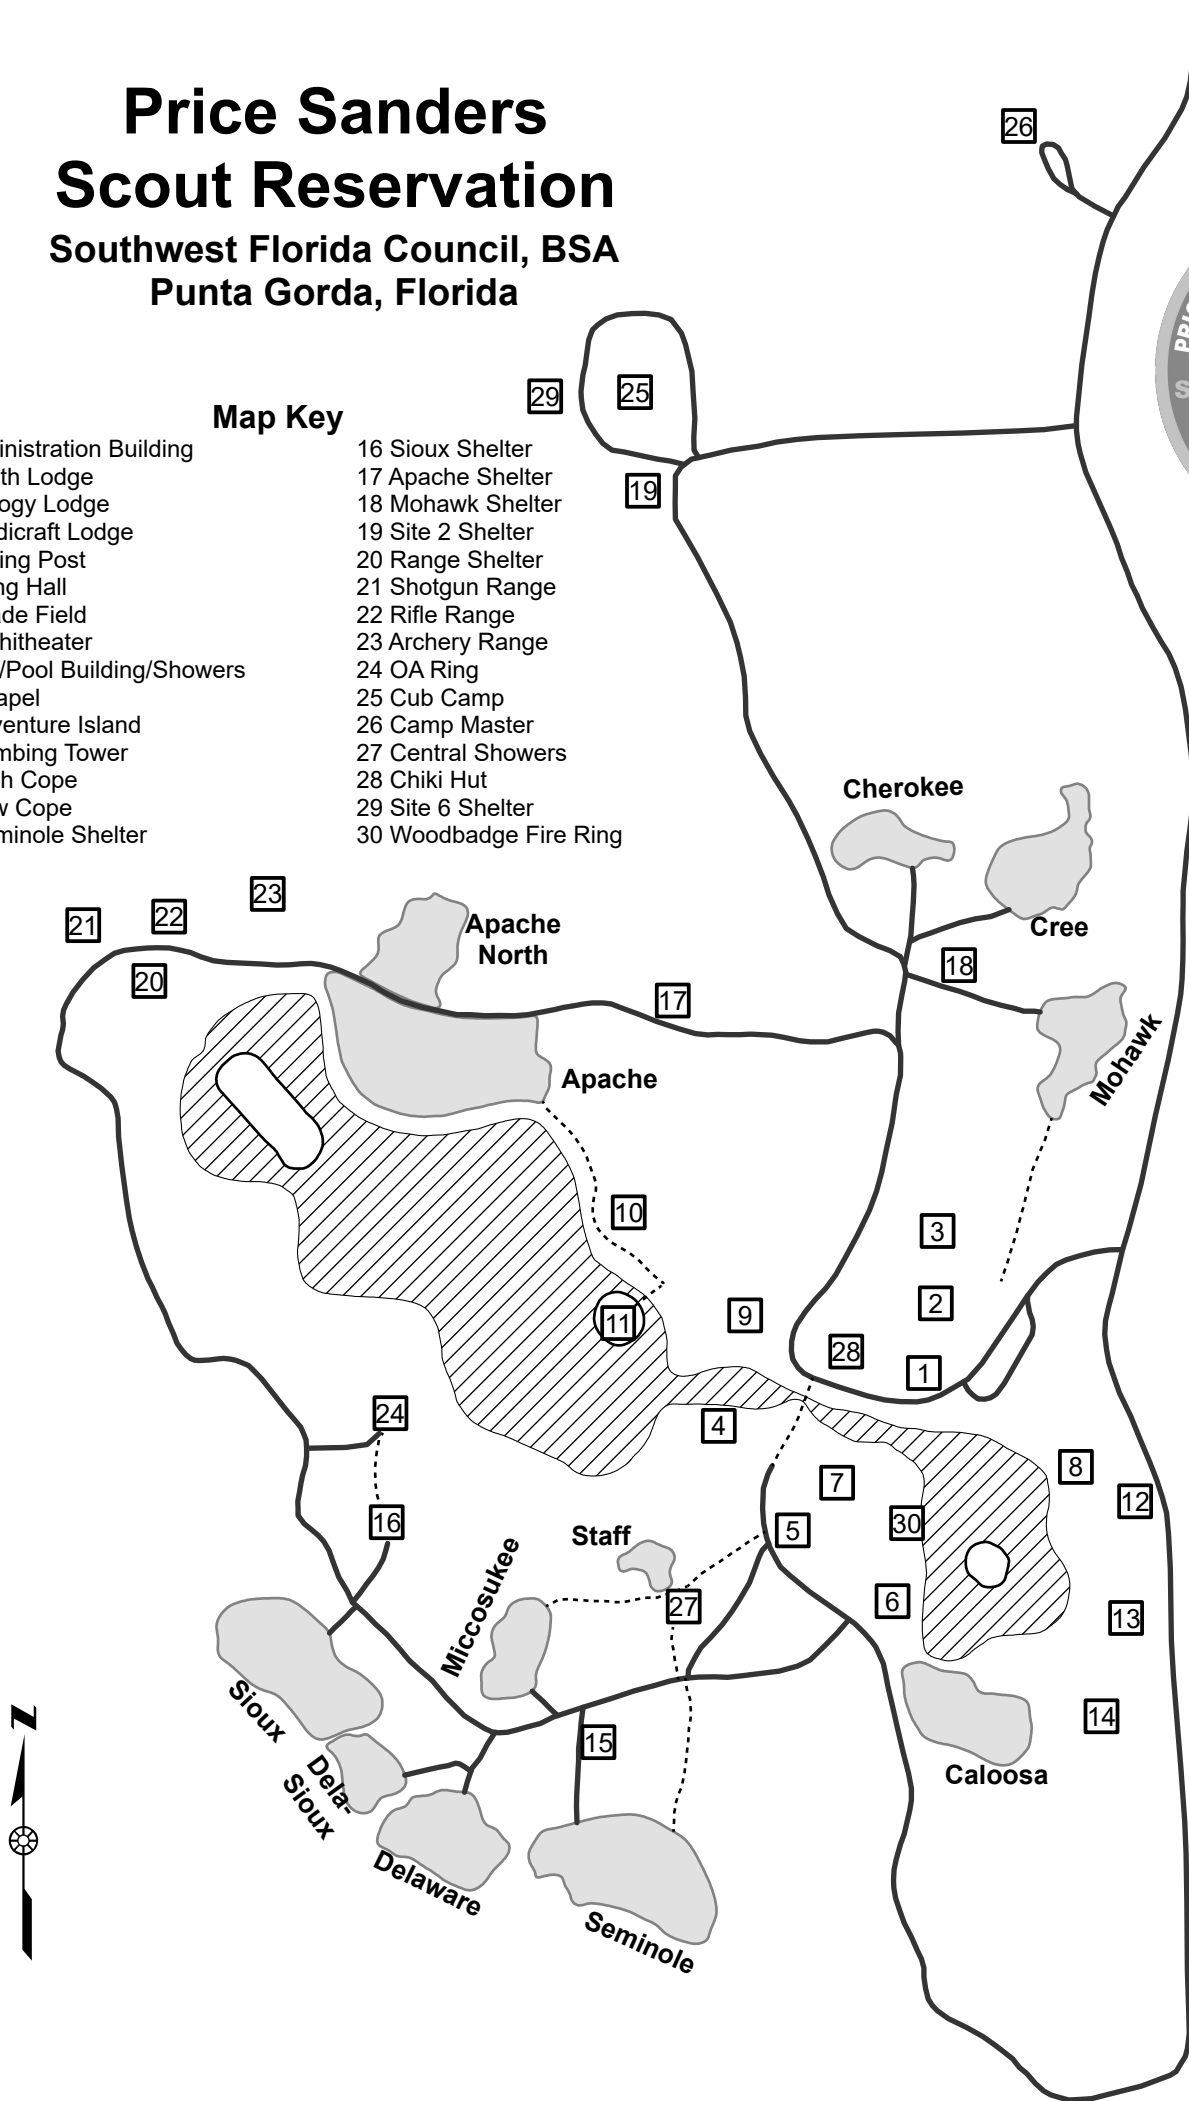 Price Sanders
Scout Reservation
Southwest Florida Council, BSA
Punta Gorda, Florida
Map Key
inistration Building
th Lodge
ogy Lodge
dicraft Lodge
ing Post
ng Hall
de Field
hitheater
/Pool Building/Showers
apel
venture Island
mbing Tower
h Cope
w Cope
minole Shelter
16 Sioux Shelter
17 Apache Shelter
18 Mohawk Shelter
19 Site 2 Shelter
20 Range Shelter
21 Shotgun Range
22 Rifle Range
23 Archery Range
24 OA Ring
25 Cub Camp
26 Camp Master
27 Central Showers
28 Chiki Hut
29 Site 6 Shelter
30 Woodbadge Fire Ring
26
29
25
19
PRIC
S
Cherokee
Cree
18
Mohawk
23
22
21
20
Apache
North
17
Apache
10
11
9
3
2
28
1
24
4
7
8
12
16
Staff
5
30
Miccosukee
27
6
13
Sioux
15
14
Caloosa
Dela-
Sioux
Delaware
Seminole
N